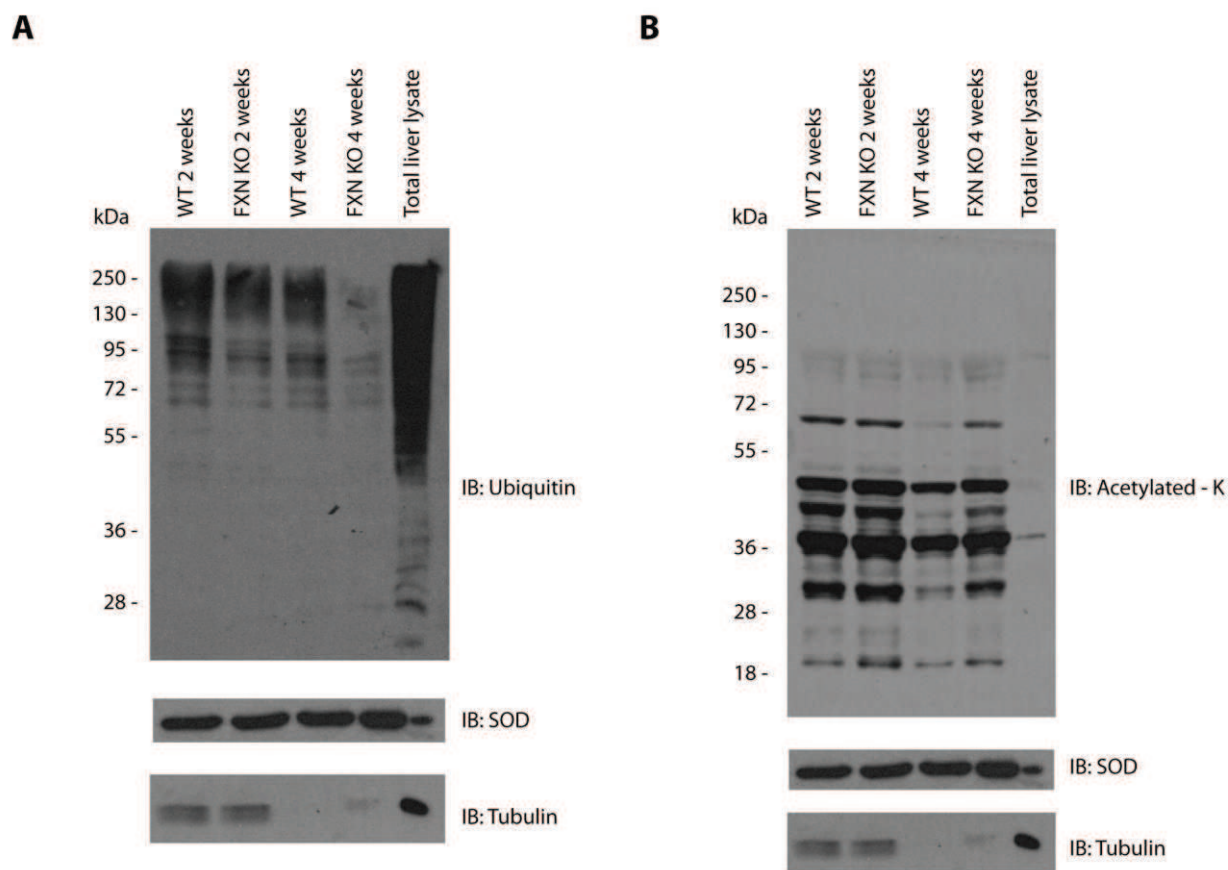 A
WT 2 weeks
FXN KO 2 weeks
WT 4 weeks
FXN KO 4 weeks
Total liver lysate
kDa
250 -
130 -
95 -
72 -
55 -
36 -
28 -
IB: Ubiquitin
IB: SOD
IB: Tubulin
B
WT 2 weeks
FXN KO 2 weeks
WT 4 weeks
FXN KO 4 weeks
Total liver lysate
kDa
250 -
130 -
95 -
72 -
55 -
36 -
28 -
18 -
IB: Acetylated - K
IB: SOD
IB: Tubulin